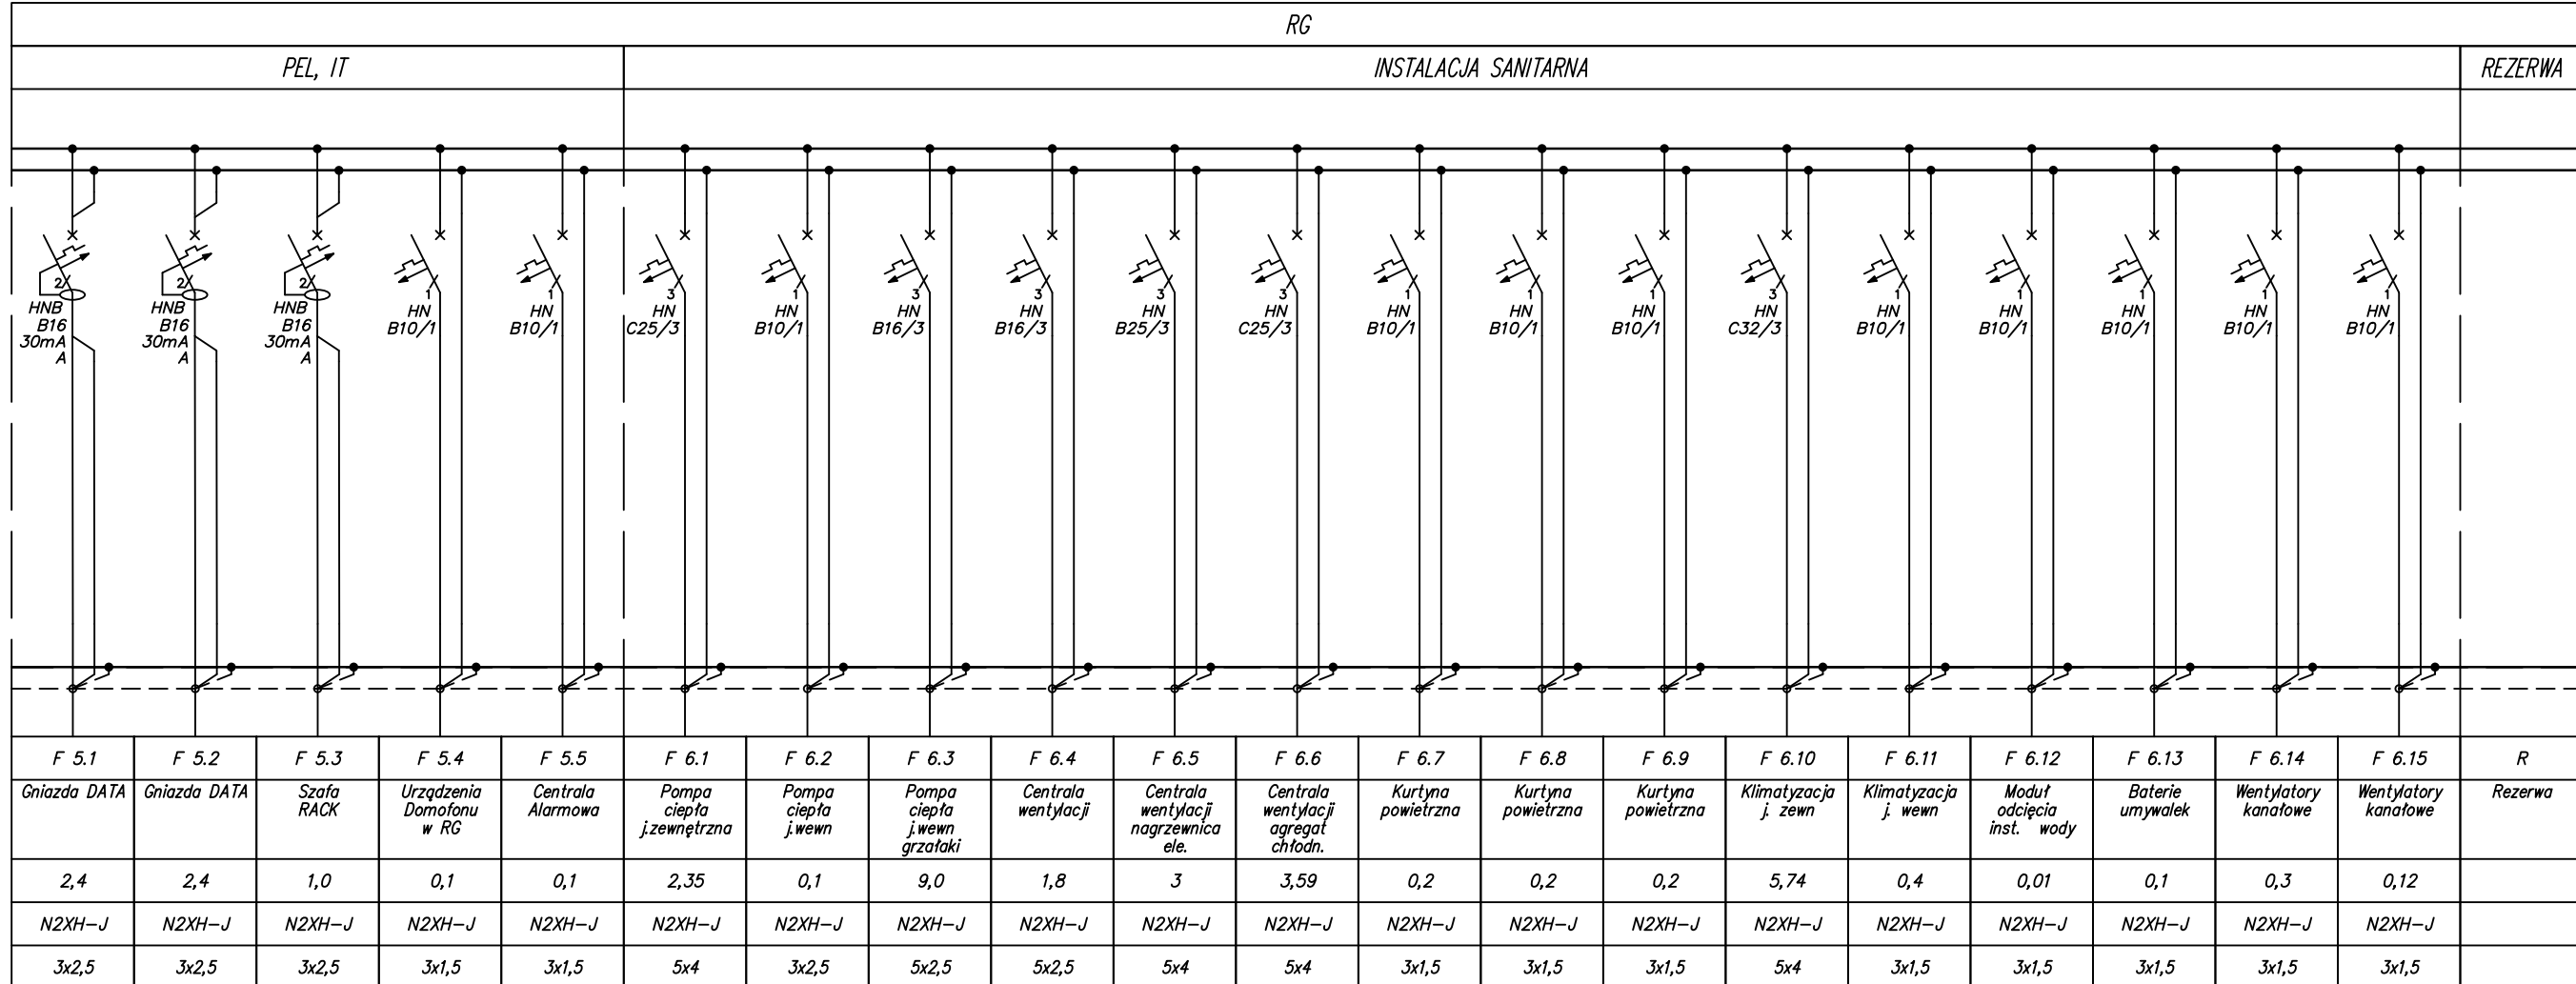 RG
PEL, IT INSTALACJA SANITARNA REZERWA
2 2 2 1 1 3 1 3 3 3 3 1 1 1 3 1 1 1 1 1
HNB HNB HNB HN HN HN HN HN HN HN HN HN HN HN HN HN HN HN HN HN
B16 B16 B16 B10/1 B10/1 C25/3 B10/1 B16/3 B16/3 B25/3 C25/3 B10/1 B10/1 B10/1 C32/3 B10/1 B10/1 B10/1 B10/1 B10/1
30mA 30mA 30mA
A A A
F 5.1 F 5.2 F 5.3 F 5.4 F 5.5 F 6.1 F 6.2 F 6.3 F 6.4 F 6.5 F 6.6 F 6.7 F 6.8 F 6.9 F 6.10 F 6.11 F 6.12 F 6.13 F 6.14 F 6.15 R
Gniazda DATA Gniazda DATA Szafa Urządzenia Centrala Pompa Pompa Pompa Centrala Centrala Centrala Kurtyna Kurtyna Kurtyna Klimatyzacja Klimatyzacja Moduł Baterie Wentylatory Wentylatory Rezerwa
RACK Domofonu Alarmowa ciepła ciepła ciepła wentylacji wentylacji wentylacji powietrzna powietrzna powietrzna j. zewn j. wewn odcięcia umywalek kanałowe kanałowe
w RG j.zewnętrzna j.wewn j.wewn nagrzewnica agregat inst. wody
grzałaki ele. chłodn.
2,4 2,4 1,0 0,1 0,1 2,35 0,1 9,0 1,8 3 3,59 0,2 0,2 0,2 5,74 0,4 0,01 0,1 0,3 0,12
N2XH-J N2XH-J N2XH-J N2XH-J N2XH-J N2XH-J N2XH-J N2XH-J N2XH-J N2XH-J N2XH-J N2XH-J N2XH-J N2XH-J N2XH-J N2XH-J N2XH-J N2XH-J N2XH-J N2XH-J
3x2,5 3x2,5 3x2,5 3x1,5 3x1,5 5x4 3x2,5 5x2,5 5x2,5 5x4 5x4 3x1,5 3x1,5 3x1,5 5x4 3x1,5 3x1,5 3x1,5 3x1,5 3x1,5